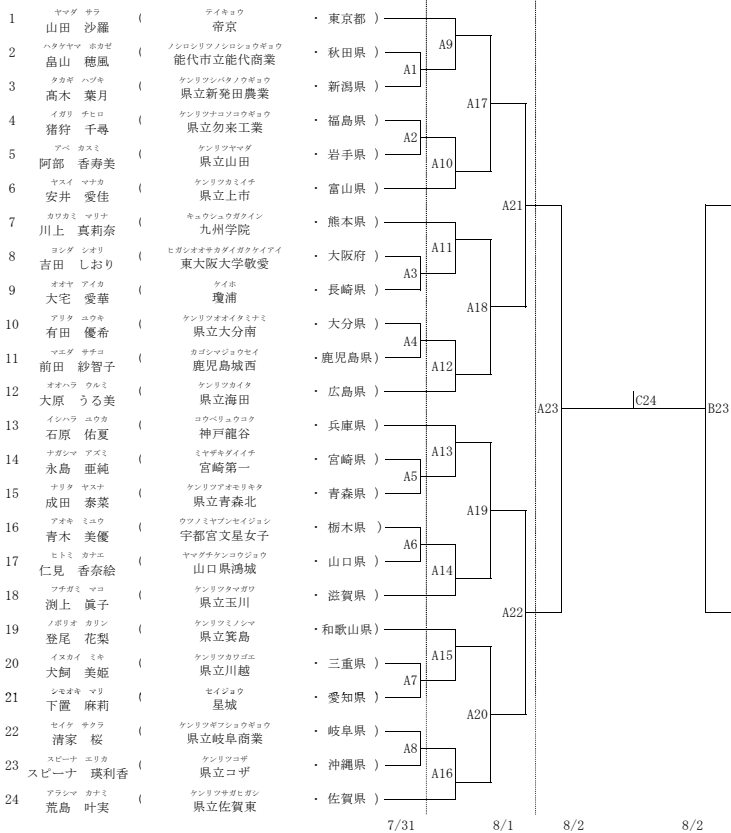 ヤマダ サラ テイキョウ
1 山田 沙羅 ( 帝京 ・ 東京都 )
ハタケヤマ ホカゼ ノシロシリツノシロショウギョウ
2 畠山 穂風 ( 能代市立能代商業 ・ 秋田県 )
タカギ ハヅキ ケンリツシバタノウギョウ
3 髙木 葉月 ( 県立新発田農業 ・ 新潟県 )
イガリ チヒロ ケンリツナコソコウギョウ
4 猪狩 千尋 ( 県立勿来工業 ・ 福島県 )
アベ カスミ ケンリツヤマダ
5 阿部 香寿美 ( 県立山田 ・ 岩手県 )
ヤスイ マナカ ケンリツカミイチ
6 安井 愛佳 ( 県立上市 ・ 富山県 )
カワカミ マリナ キュウシュウガクイン
7 川上 真莉奈 ( 九州学院 ・ 熊本県 )
ヨシダ シオリ ヒガシオオサカダイガクケイアイ
8 吉田 しおり ( 東大阪大学敬愛 ・ 大阪府 )
オオヤ アイカ ケイホ
9 大宅 愛華 ( 瓊浦 ・ 長崎県 )
アリタ ユウキ ケンリツオオイタミナミ
10 有田 優希 ( 県立大分南 ・ 大分県 )
マエダ サチコ カゴシマジョウセイ
11 前田 紗智子 ( 鹿児島城西 ・鹿児島県)
オオハラ ウルミ ケンリツカイタ
12 大原 うる美 ( 県立海田 ・ 広島県 )
イシハラ ユウカ コウベリュウコク
13 石原 佑夏 ( 神戸龍谷 ・ 兵庫県 )
ナガシマ アズミ ミヤザキダイイチ
14 永島 亜純 ( 宮崎第一 ・ 宮崎県 )
ナリタ ヤスナ ケンリツアオモリキタ
15 成田 泰菜 ( 県立青森北 ・ 青森県 )
アオキ ミユウ ウツノミヤブンセイジョシ
16 青木 美優 ( 宇都宮文星女子 ・ 栃木県 )
ヒトミ カナエ ヤマグチケンコウジョウ
17 仁見 香奈絵 ( 山口県鴻城 ・ 山口県 )
フチガミ マコ ケンリツタマガワ
18 渕上 眞子 ( 県立玉川 ・ 滋賀県 )
ノボリオ カリン ケンリツミノシマ
19 登尾 花梨 ( 県立箕島 ・和歌山県)
イヌカイ ミキ ケンリツカワゴエ
20 犬飼 美姫 ( 県立川越 ・ 三重県 )
シモオキ マリ セイジョウ
21 下置 麻莉 ( 星城 ・ 愛知県 )
セイケ サクラ ケンリツギフショウギョウ
22 清家 桜 ( 県立岐阜商業 ・ 岐阜県 )
スピーナ エリカ ケンリツコザ
23 スピーナ 瑛利香 ( 県立コザ ・ 沖縄県 )
アラシマ カナミ ケンリツサガヒガシ
24 荒島 叶実 ( 県立佐賀東 ・ 佐賀県 )
A1
A2
A3
A4
A5
A6
A7
A8
A9
A10
A11
A12
A13
A14
A15
A16
A17
A18
A19
A20
A21
A22
A23
C24
B23
7/31 8/1 8/2 8/2